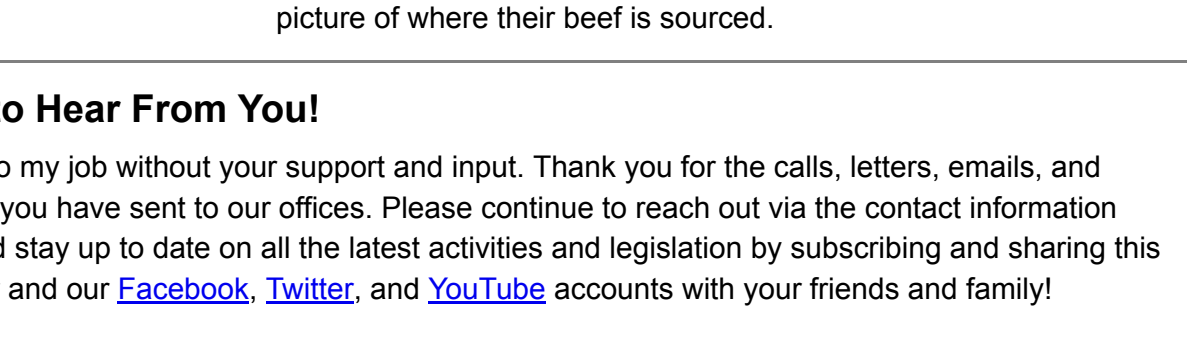 picture of where their beef is sourced.
to Hear From You!
my job without your support and input. Thank you for the calls, letters, emails, and
you have sent to our offices. Please continue to reach out via the contact information
stay up to date on all the latest activities and legislation by subscribing and sharing this
and our Facebook, Twitter, and YouTube accounts with your friends and family!